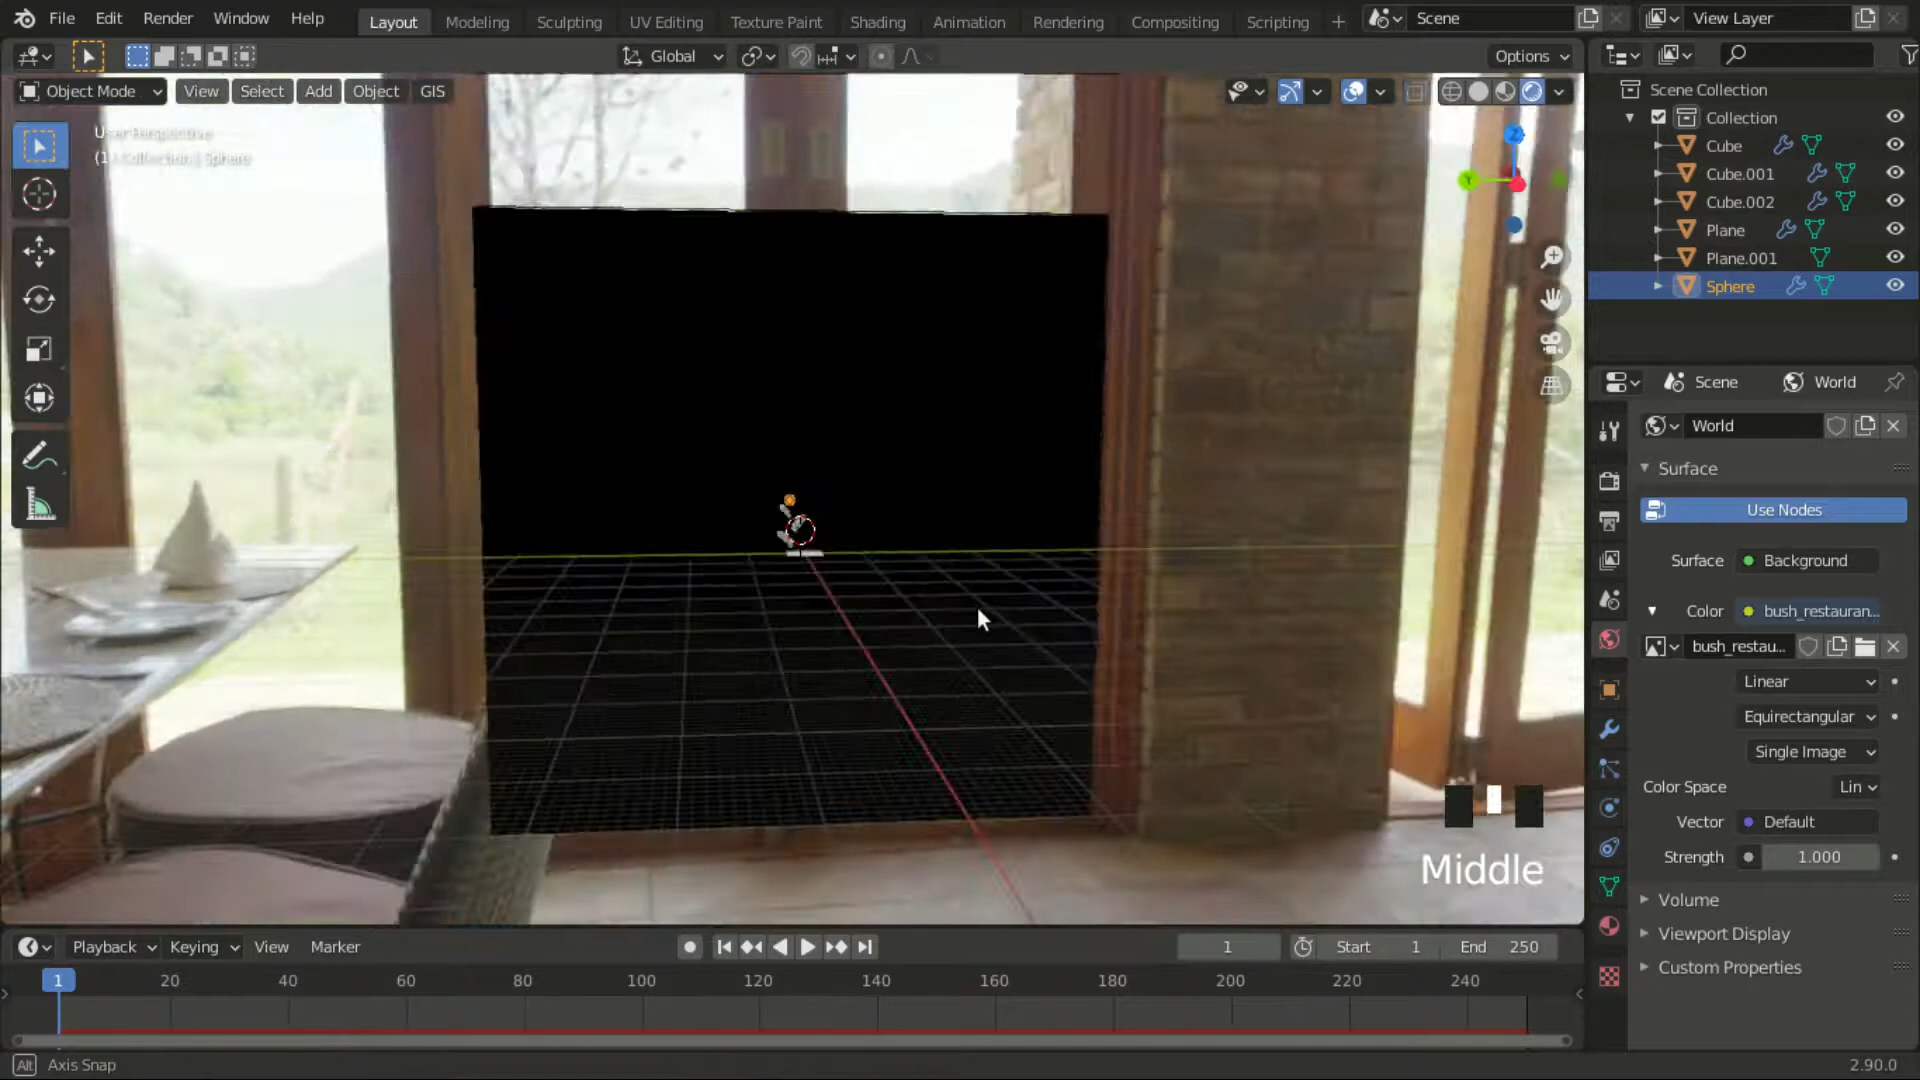 File Edit Render Window Help Layout Modeling Sculpting UV Editing Texture Paint Shading Animation Rendering Compositing Scripting + Scene View Layer
Global Options
Object Mode View Select Add Object GIS
User Perspective
(1) Collection | Sphere
Z
Y
Scene Collection
Collection
Cube
Cube.001
Cube.002
Plane
Plane.001
Sphere
Scene World
World
Surface
Use Nodes
Surface Background
Color bush_restauran...
bush_restau...
Linear
Equirectangular
Single Image
Color Space Lin
Vector Default
Strength 1.000
Volume
Viewport Display
Custom Properties
Middle
Playback Keying View Marker 1 Start 1 End 250
1 20 40 60 80 100 120 140 160 180 200 220 240
Alt Axis Snap 2.90.0